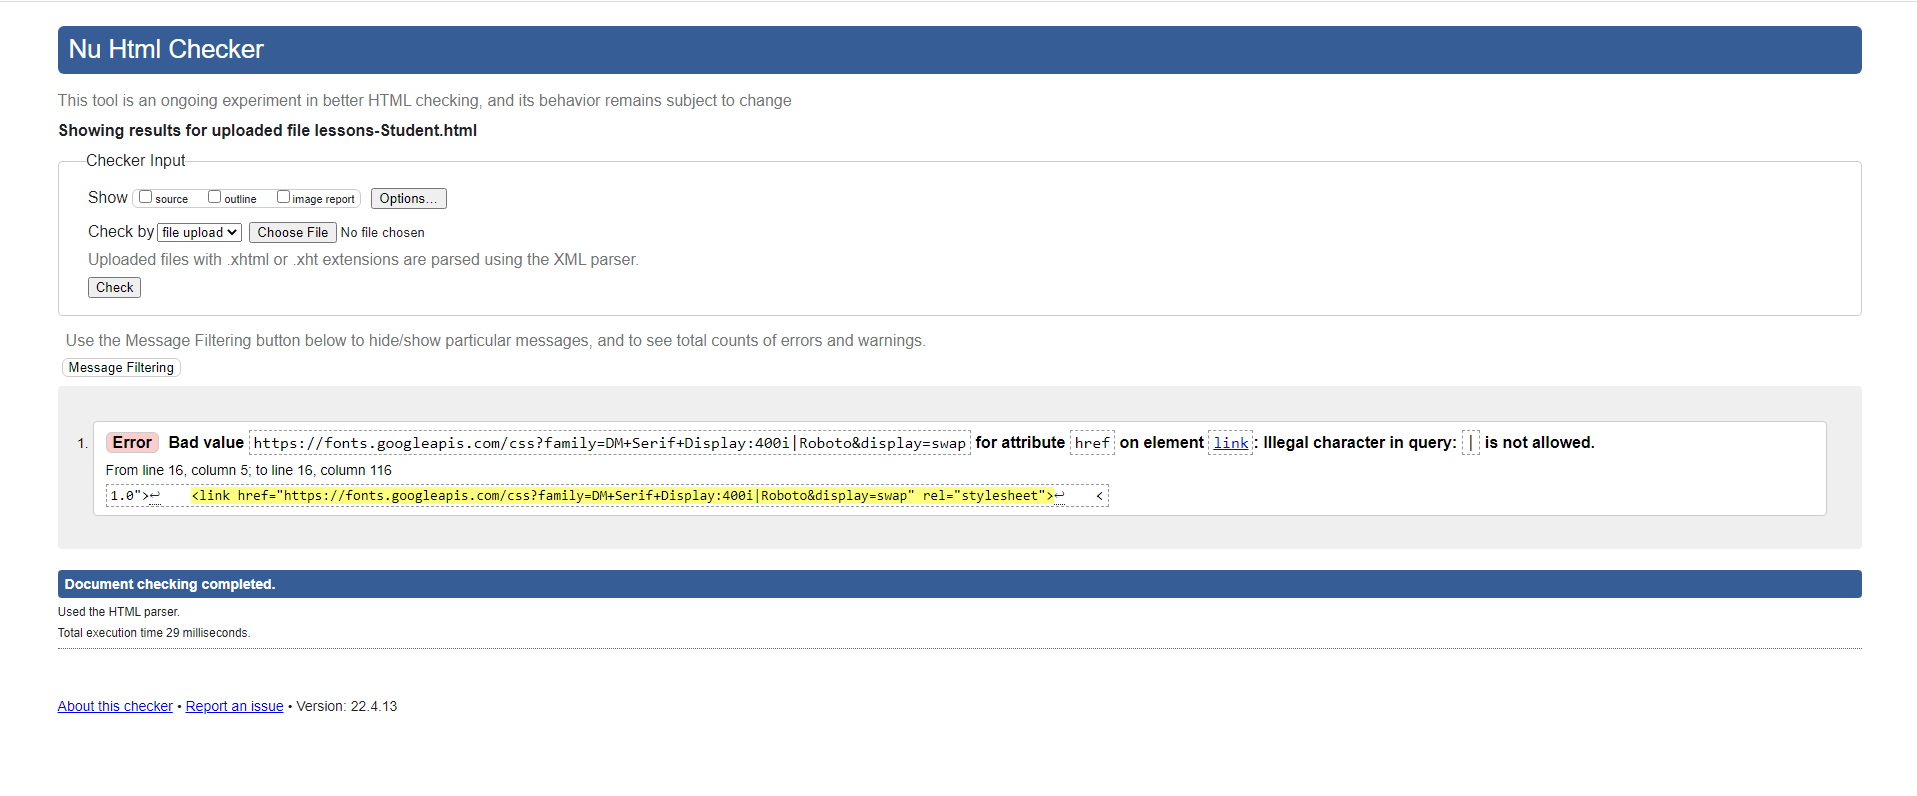 Nu Html Checker
This tool is an ongoing experiment in better HTML checking, and its behavior remains subject to change
Showing results for uploaded file lessons-Student.html
Checker Input
Show source outline image report Options...
Check by file upload Choose File No file chosen
Uploaded files with .xhtml or .xht extensions are parsed using the XML parser.
Check
Use the Message Filtering button below to hide/show particular messages, and to see total counts of errors and warnings.
Message Filtering
1. Error Bad value https://fonts.googleapis.com/css?family=DM+Serif+Display:400i|Roboto&display=swap for attribute href on element link: Illegal character in query: | is not allowed.
From line 16, column 5; to line 16, column 116
1.0">↩ <link href="https://fonts.googleapis.com/css?family=DM+Serif+Display:400i|Roboto&display=swap" rel="stylesheet">↩ <
Document checking completed.
Used the HTML parser.
Total execution time 29 milliseconds.
About this checker • Report an issue • Version: 22.4.13